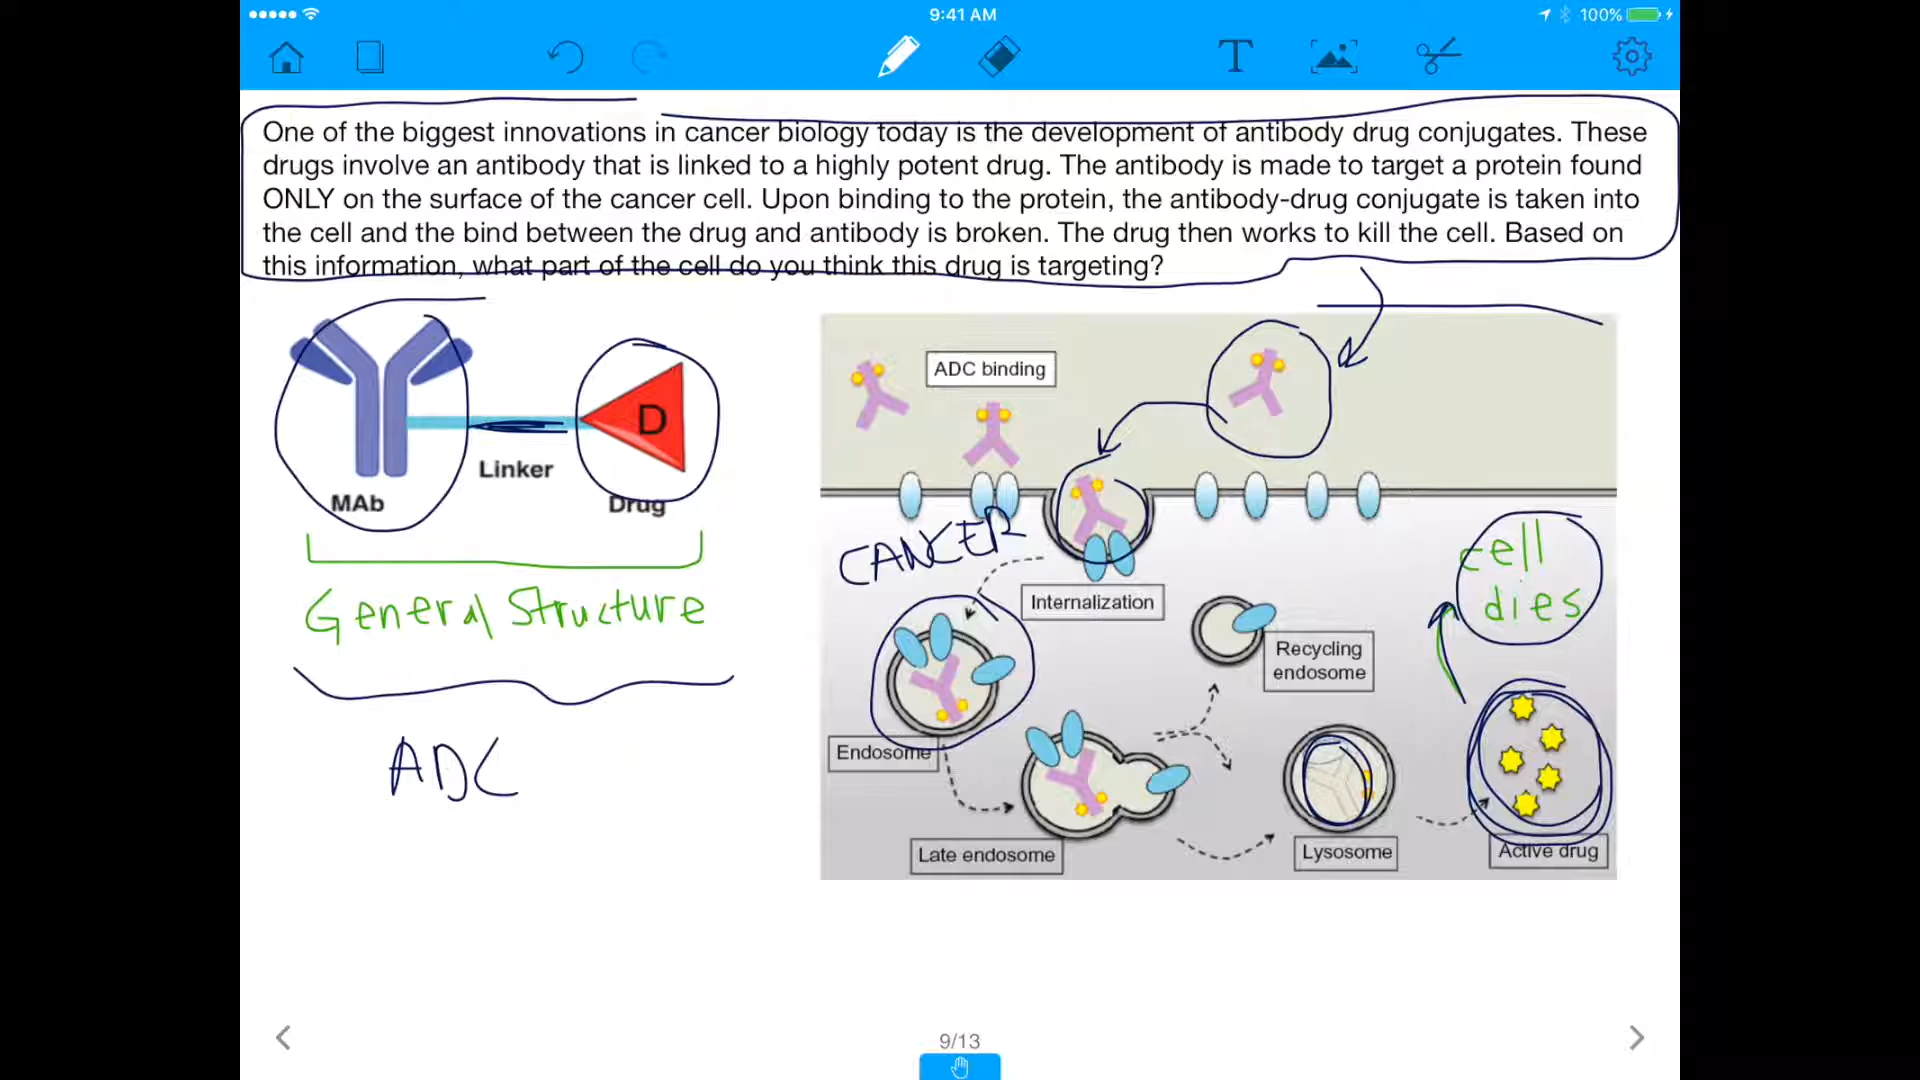 9:41 AM
100%
T
One of the biggest innovations in cancer biology today is the development of antibody drug conjugates. These
drugs involve an antibody that is linked to a highly potent drug. The antibody is made to target a protein found
ONLY on the surface of the cancer cell. Upon binding to the protein, the antibody-drug conjugate is taken into
the cell and the bind between the drug and antibody is broken. The drug then works to kill the cell. Based on
this information, what part of the cell do you think this drug is targeting?
D
Linker
MAb
Drug
General Structure
ADC
ADC binding
CANCER
Internalization
cell
dies
Recycling
endosome
Endosome
Late endosome
Lysosome
Active drug
9/13